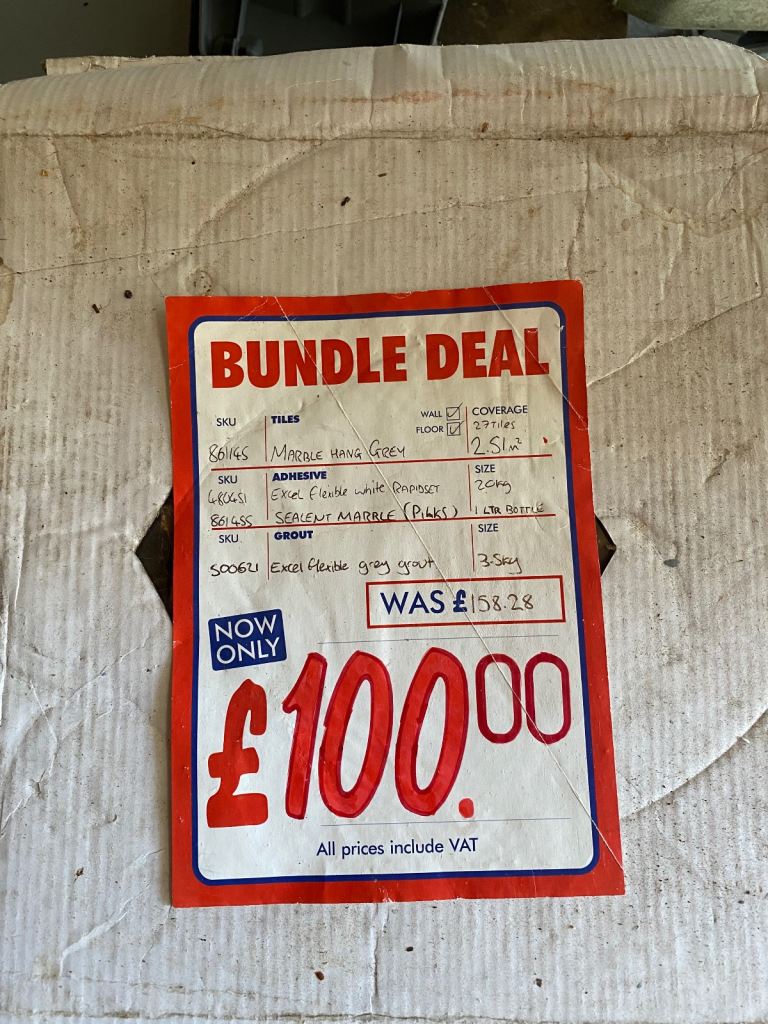 BUNDLE DEAL
SKU TILES WALL COVERAGE
FLOOR 27 Tiles
861145 MARBLE HANG GREY 2.51m²
SKU ADHESIVE SIZE
480451 Excel flexible white RAPIDSET 20kg
861455 SEALENT MARBLE (Pilks) 1 LTR BOTTLE
SKU GROUT SIZE
500621 Excel flexible grey grout 3.5kg
WAS £158.28
NOW
ONLY
£100.00
All prices include VAT